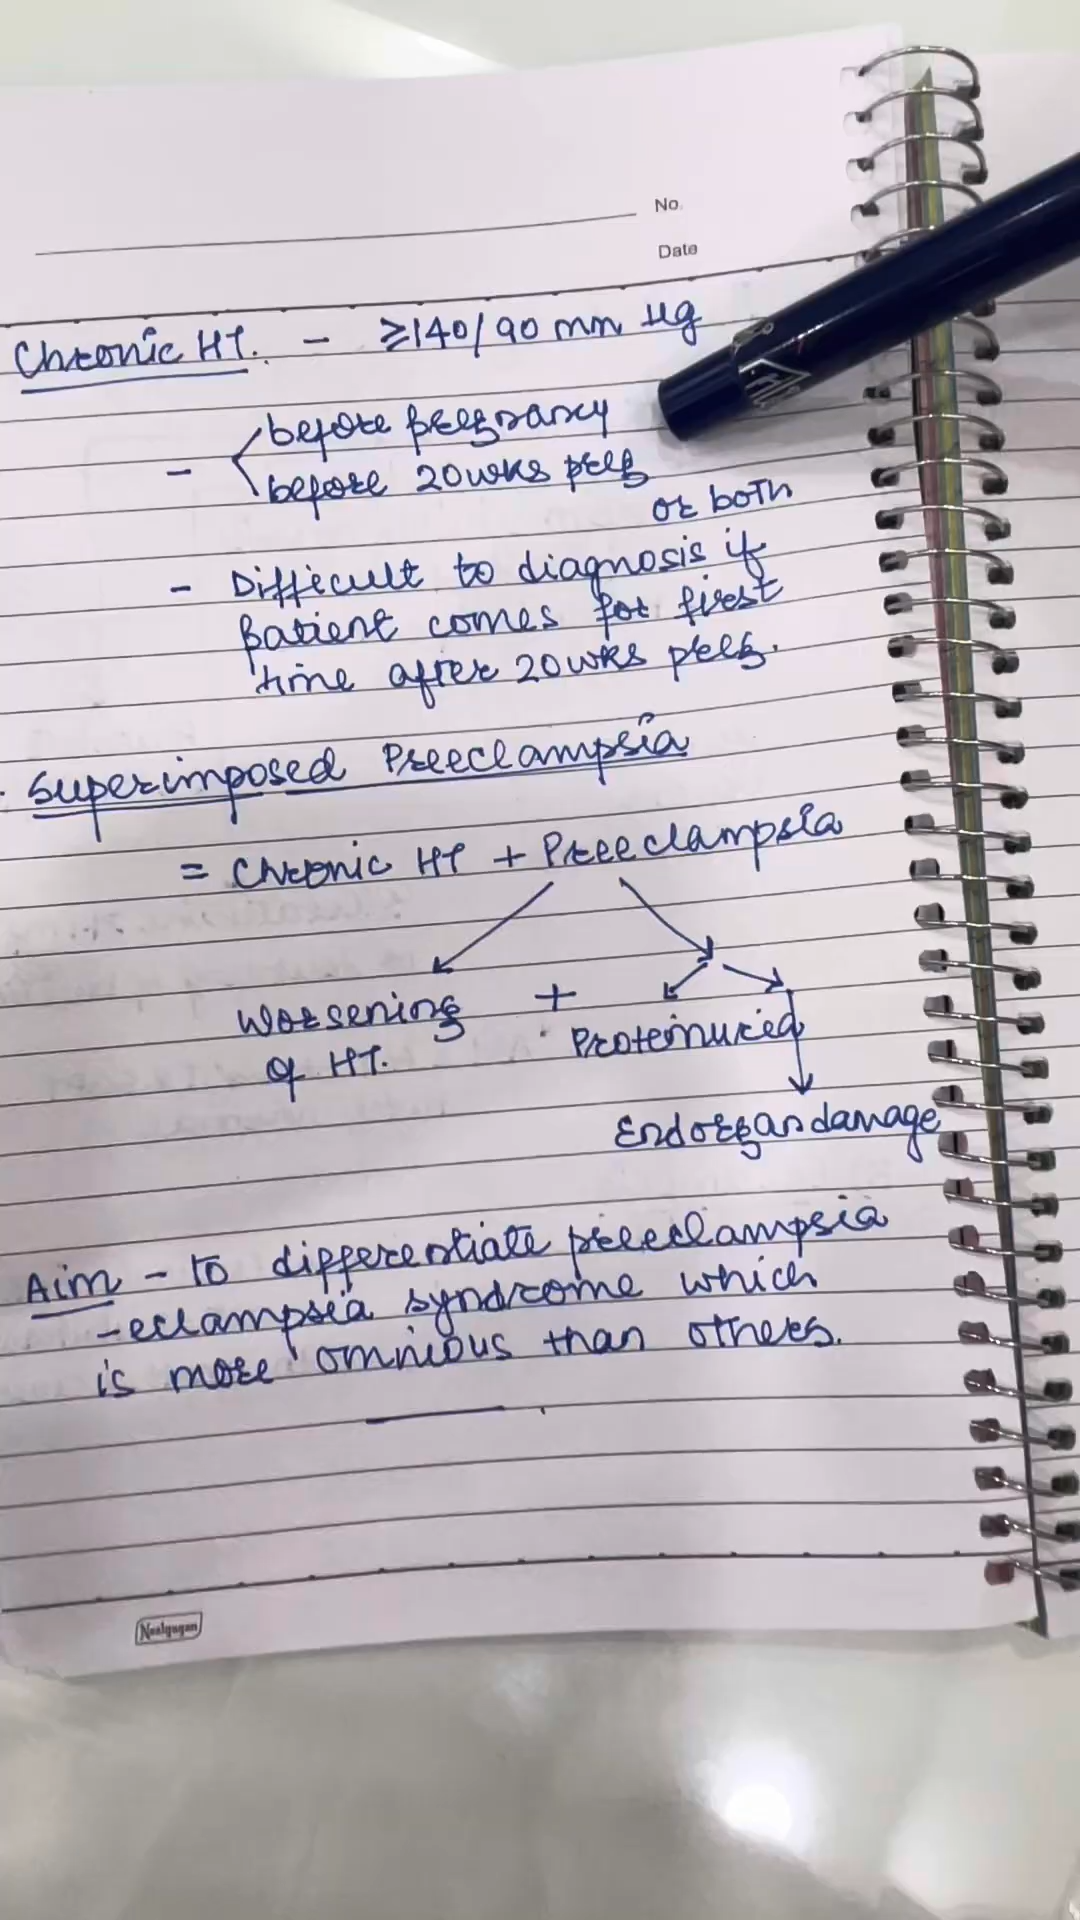 No.
Date
Chronic HT. - ≥140/90 mm Hg
- before pregnancy
before 20wks preg
or both
- Difficult to diagnosis if
patient comes for first
time after 20wks preg.
Superimposed Preeclampsia
= Chronic HT + Preeclampsia
Worsening + Proteinuria
of HT.
Endorgandamage
Aim - to differentiate preeclampsia
-eclampsia syndrome which
is more omnious than others.
Neelgagan